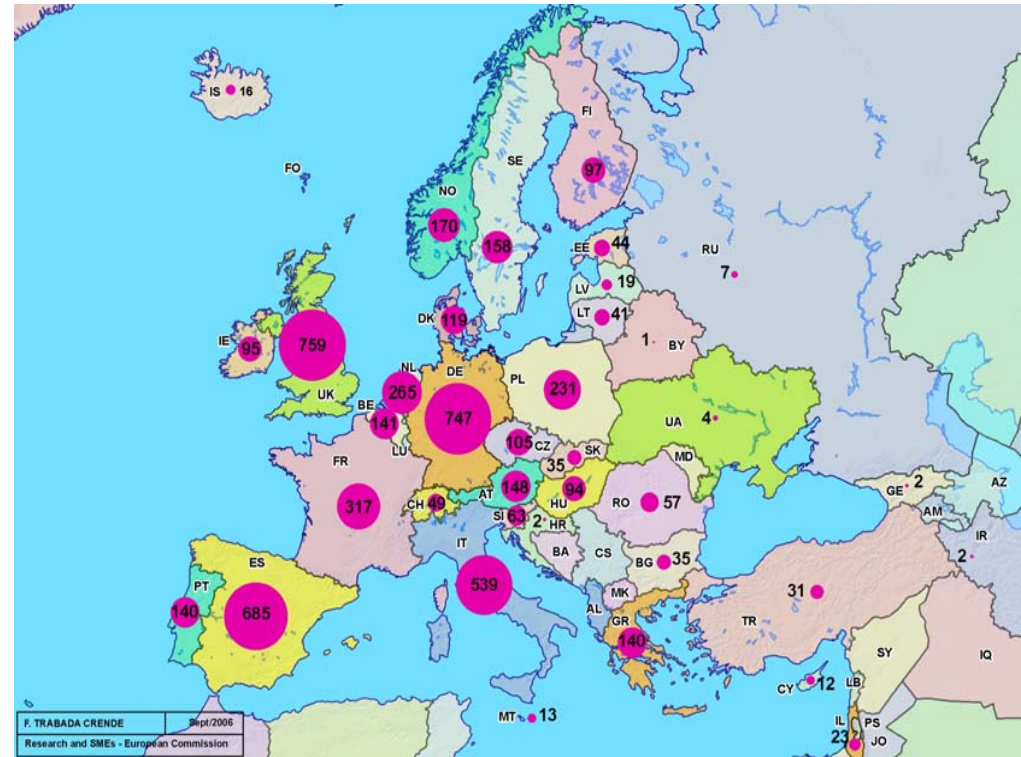 IS 16
FI
FO
SE
NO
97
170
158
EE 44
RU
7
LV 19
LT 41
DK 119
IE
95
759
1 BY
NL
DE
PL
265
231
UK
BE
141
747
UA 4
LU
105 CZ
SK
35
MD
FR
AT 148
HU 94
CH 49
RO 57
317
SI 63
2 HR
GE 2
AZ
AM
IT
BA
CS
BG 35
IR
2
ES
PT
539
MK
31
140
685
AL
GR
140
TR
SY
IQ
CY 12
LB
MT 13
IL
PS
23
JO
F. TRABADA CRENDE Sept/2006
Research and SMEs - European Commission